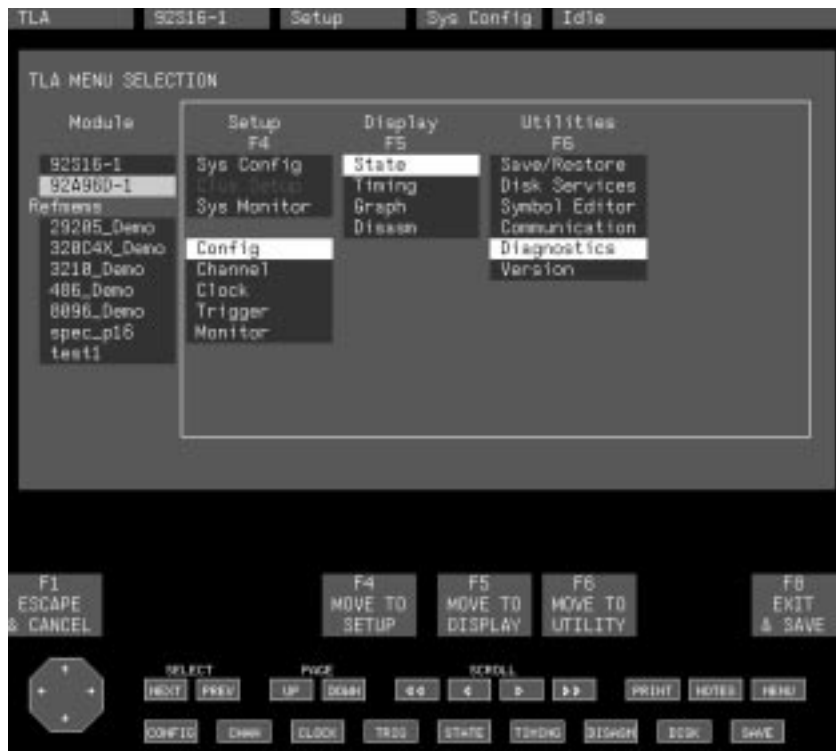 TLA 92S16-1 Setup Sys Config Idle
TLA MENU SELECTION
Module Setup Display Utilities
F4 F5 F6
92S16-1 Sys Config State Save/Restore
92A96D-1 Clus Setup Timing Disk Services
Refmems Sys Monitor Graph Symbol Editor
29205_Demo Disasm Communication
320C4X_Demo Config Diagnostics
3210_Demo Channel Version
486_Demo Clock
8096_Demo Trigger
spec_p16 Monitor
test1
F1 F4 F5 F6 F8
ESCAPE MOVE TO MOVE TO MOVE TO EXIT
& CANCEL SETUP DISPLAY UTILITY & SAVE
SELECT PAGE SCROLL
NEXT PREV UP DOWN PRINT NOTES MENU
CONFIG CHAN CLOCK TRIG STATE TIMING DISASM DISK SAVE